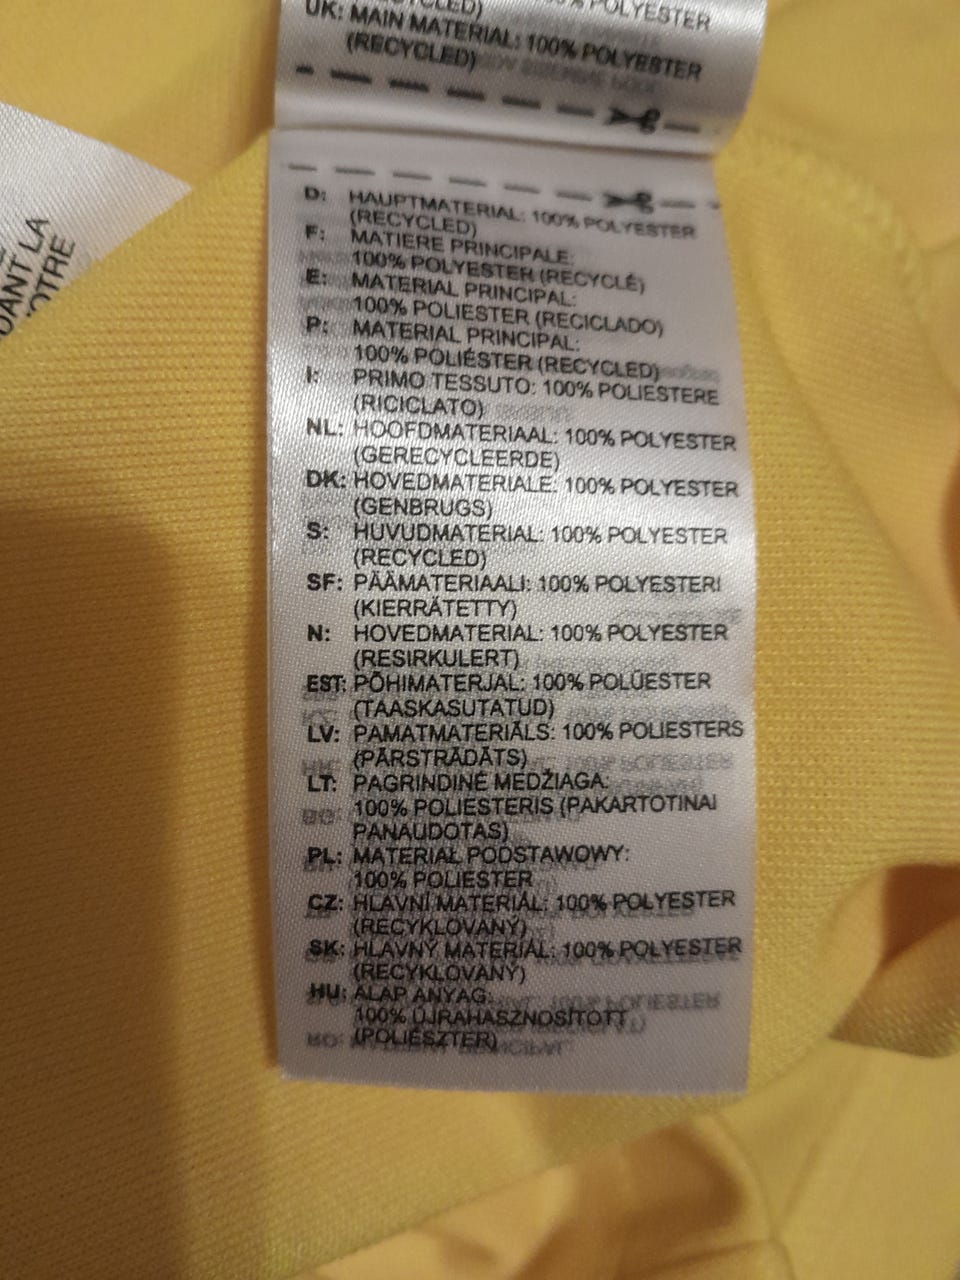 POLYESTER
UK: MAIN MATERIAL: 100% POLYESTER
(RECYCLED)
D: HAUPTMATERIAL: 100% POLYESTER
(RECYCLED)
F: MATIERE PRINCIPALE:
100% POLYESTER (RECYCLÉ)
E: MATERIAL PRINCIPAL:
100% POLIESTER (RECICLADO)
P: MATERIAL PRINCIPAL:
100% POLIÉSTER (RECYCLED)
I: PRIMO TESSUTO: 100% POLIESTERE
(RICICLATO)
NL: HOOFDMATERIAAL: 100% POLYESTER
(GERECYCLEERDE)
DK: HOVEDMATERIALE: 100% POLYESTER
(GENBRUGS)
S: HUVUDMATERIAL: 100% POLYESTER
(RECYCLED)
SF: PÄÄMATERIAALI: 100% POLYESTERI
(KIERRÄTETTY)
N: HOVEDMATERIAL: 100% POLYESTER
(RESIRKULERT)
EST: PÕHIMATERJAL: 100% POLÜESTER
(TAASKASUTATUD)
LV: PAMATMATERIĀLS: 100% POLIESTERS
(PĀRSTRĀDĀTS)
LT: PAGRINDINĖ MEDŽIAGA:
100% POLIESTERIS (PAKARTOTINAI
PANAUDOTAS)
PL: MATERIAŁ PODSTAWOWY:
100% POLIESTER
CZ: HLAVNÍ MATERIÁL: 100% POLYESTER
(RECYKLOVANÝ)
SK: HLAVNÝ MATERIÁL: 100% POLYESTER
(RECYKLOVANÝ)
HU: ALAP ANYAG:
100% ÚJRAHASZNOSÍTOTT
(POLIÉSZTER)
LA